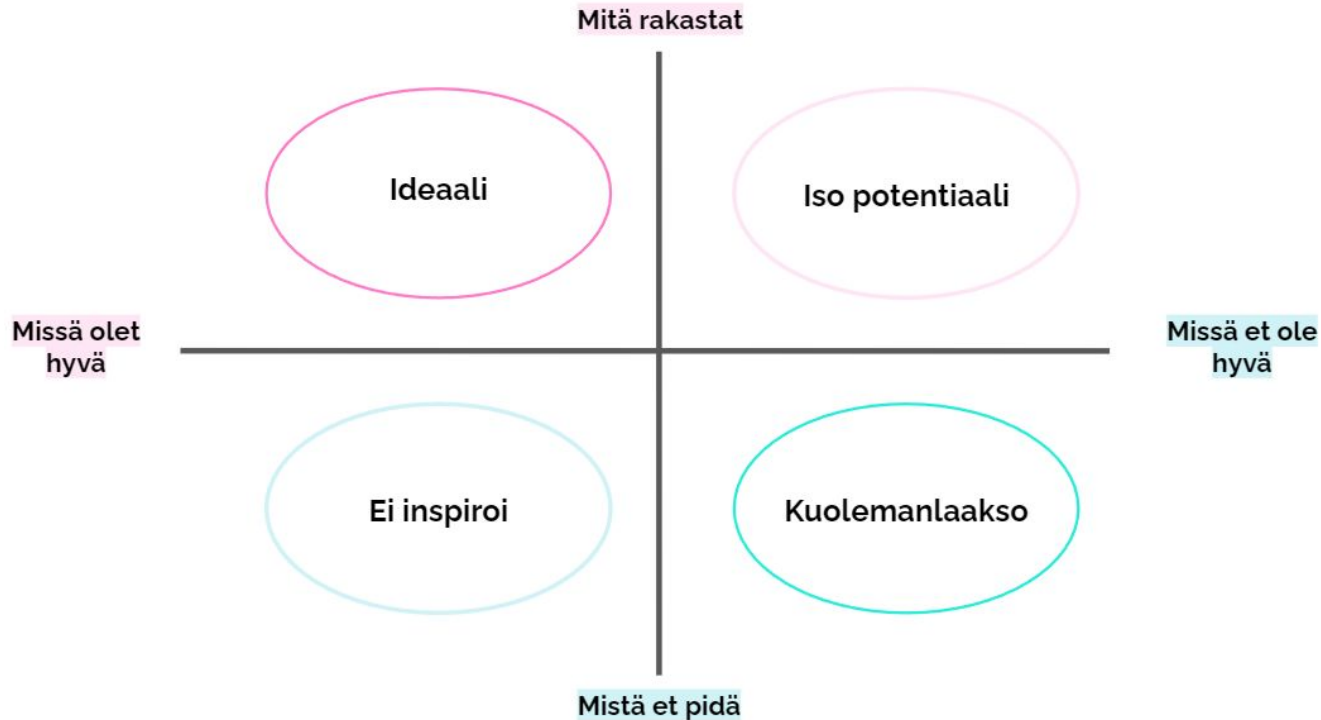 Mitä rakastat
Ideaali
Iso potentiaali
Missä olet
hyvä
Missä et ole
hyvä
Ei inspiroi
Kuolemanlaakso
Mistä et pidä